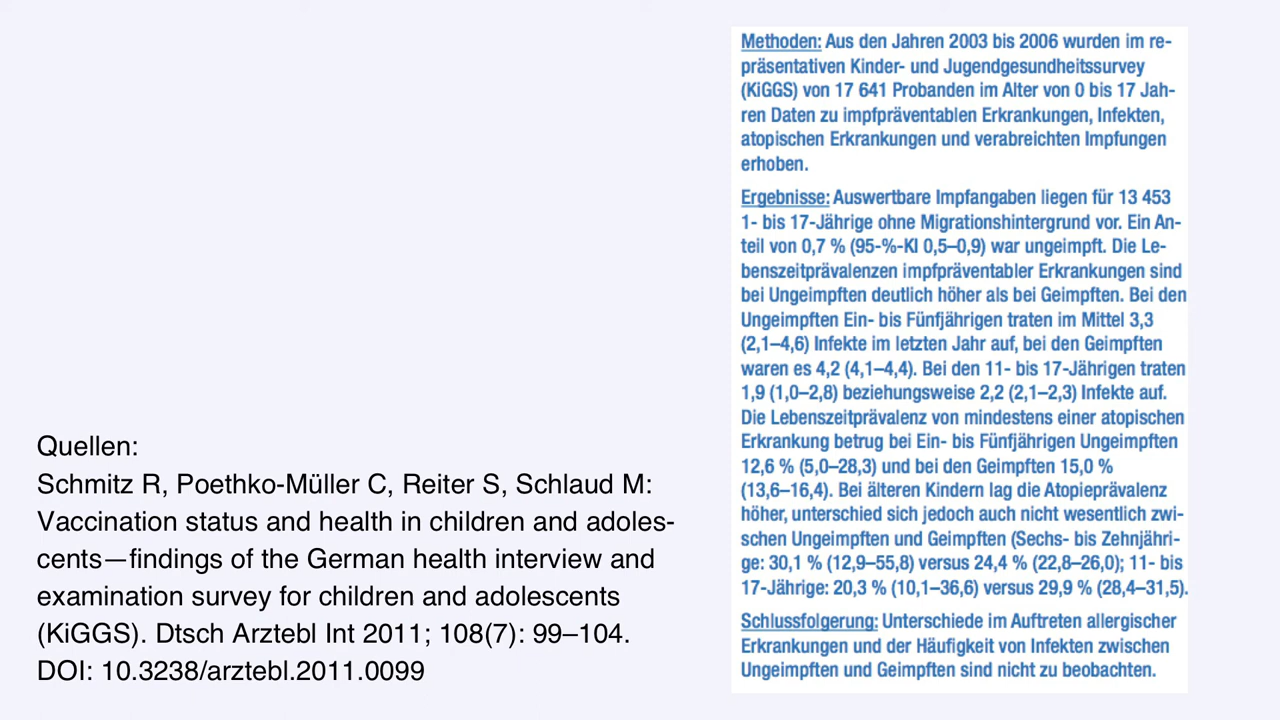 Methoden: Aus den Jahren 2003 bis 2006 wurden im re-
präsentativen Kinder- und Jugendgesundheitssurvey
(KiGGS) von 17 641 Probanden im Alter von 0 bis 17 Jah-
ren Daten zu impfpräventablen Erkrankungen, Infekten,
atopischen Erkrankungen und verabreichten Impfungen
erhoben.
Ergebnisse: Auswertbare Impfangaben liegen für 13 453
1- bis 17-Jährige ohne Migrationshintergrund vor. Ein An-
teil von 0,7 % (95-%-KI 0,5–0,9) war ungeimpft. Die Le-
benszeitprävalenzen impfpräventabler Erkrankungen sind
bei Ungeimpften deutlich höher als bei Geimpften. Bei den
Ungeimpften Ein- bis Fünfjährigen traten im Mittel 3,3
(2,1–4,6) Infekte im letzten Jahr auf, bei den Geimpften
waren es 4,2 (4,1–4,4). Bei den 11- bis 17-Jährigen traten
1,9 (1,0–2,8) beziehungsweise 2,2 (2,1–2,3) Infekte auf.
Die Lebenszeitprävalenz von mindestens einer atopischen
Erkrankung betrug bei Ein- bis Fünfjährigen Ungeimpften
12,6 % (5,0–28,3) und bei den Geimpften 15,0 %
(13,6–16,4). Bei älteren Kindern lag die Atopieprävalenz
höher, unterschied sich jedoch auch nicht wesentlich zwi-
schen Ungeimpften und Geimpften (Sechs- bis Zehnjähri-
ge: 30,1 % (12,9–55,8) versus 24,4 % (22,8–26,0); 11- bis
17-Jährige: 20,3 % (10,1–36,6) versus 29,9 % (28,4–31,5).
Schlussfolgerung: Unterschiede im Auftreten allergischer
Erkrankungen und der Häufigkeit von Infekten zwischen
Ungeimpften und Geimpften sind nicht zu beobachten.
Quellen:
Schmitz R, Poethko-Müller C, Reiter S, Schlaud M:
Vaccination status and health in children and adoles-
cents—findings of the German health interview and
examination survey for children and adolescents
(KiGGS). Dtsch Arztebl Int 2011; 108(7): 99–104.
DOI: 10.3238/arztebl.2011.0099